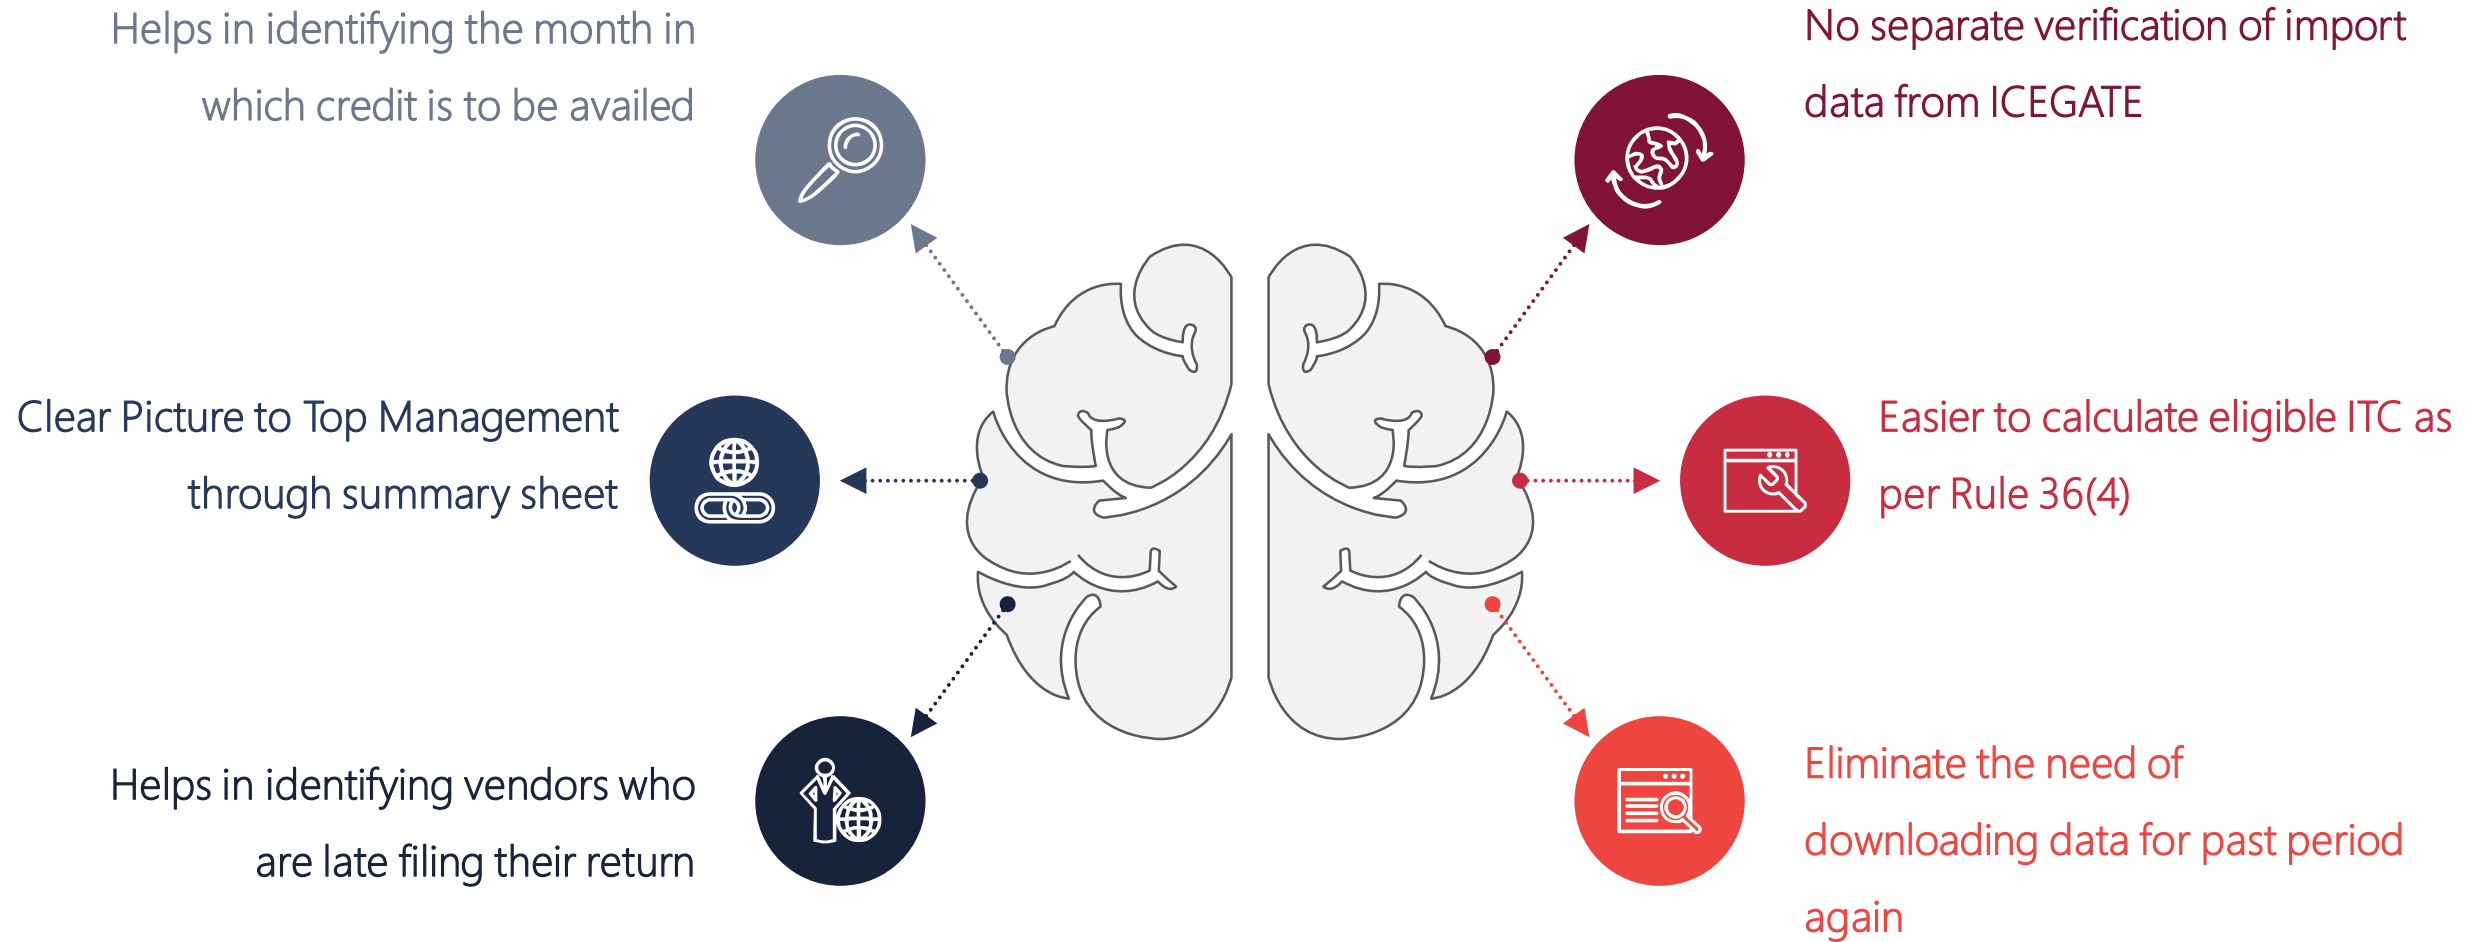 Helps in identifying the month in
which credit is to be availed
Clear Picture to Top Management
through summary sheet
Helps in identifying vendors who
are late filing their return
No separate verification of import
data from ICEGATE
Easier to calculate eligible ITC as
per Rule 36(4)
Eliminate the need of
downloading data for past period
again